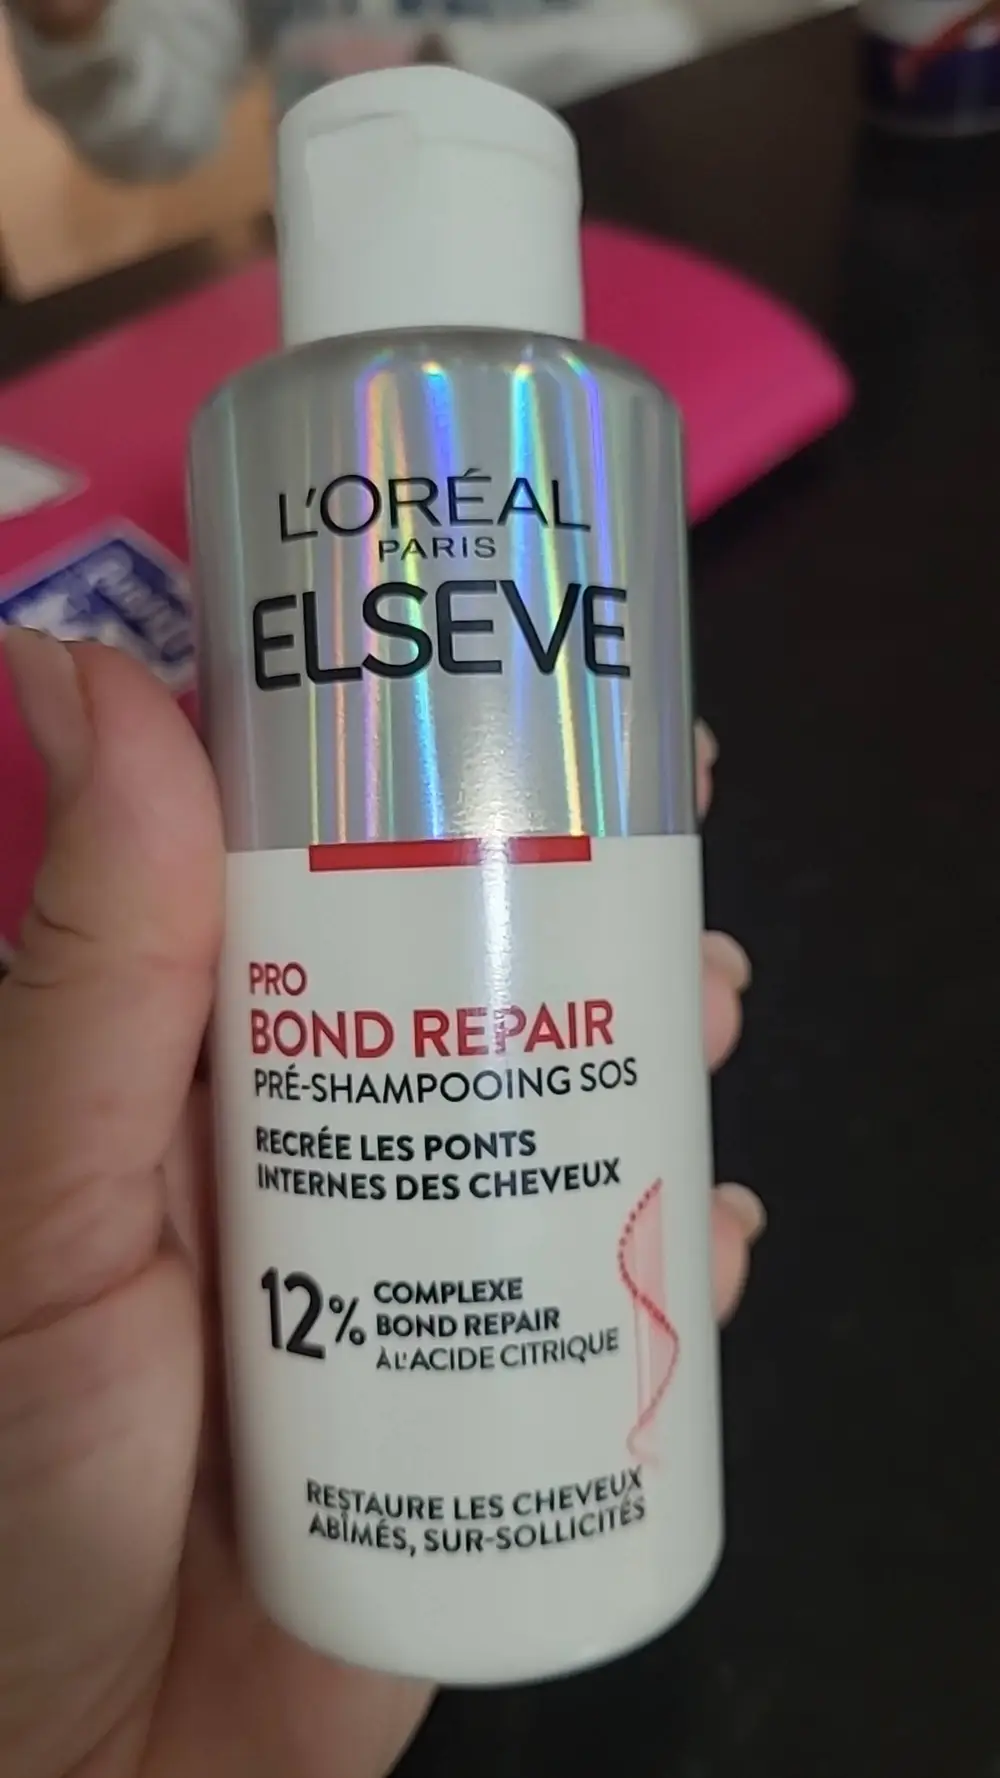 L'ORÉAL
PARIS
ELSEVE
PRO
BOND REPAIR
PRÉ-SHAMPOOING SOS
RECRÉE LES PONTS
INTERNES DES CHEVEUX
12% COMPLEXE
BOND REPAIR
À L'ACIDE CITRIQUE
RESTAURE LES CHEVEUX
ABÎMÉS, SUR-SOLLICITÉS